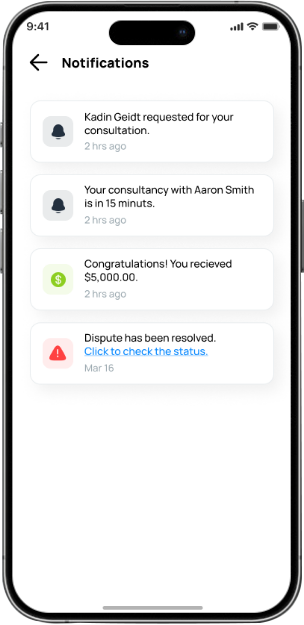 9:41
Notifications
Kadin Geidt requested for your
consultation.
2 hrs ago
Your consultancy with Aaron Smith
is in 15 minuts.
2 hrs ago
Congratulations! You recieved
$5,000.00.
2 hrs ago
Dispute has been resolved.
Click to check the status.
Mar 16